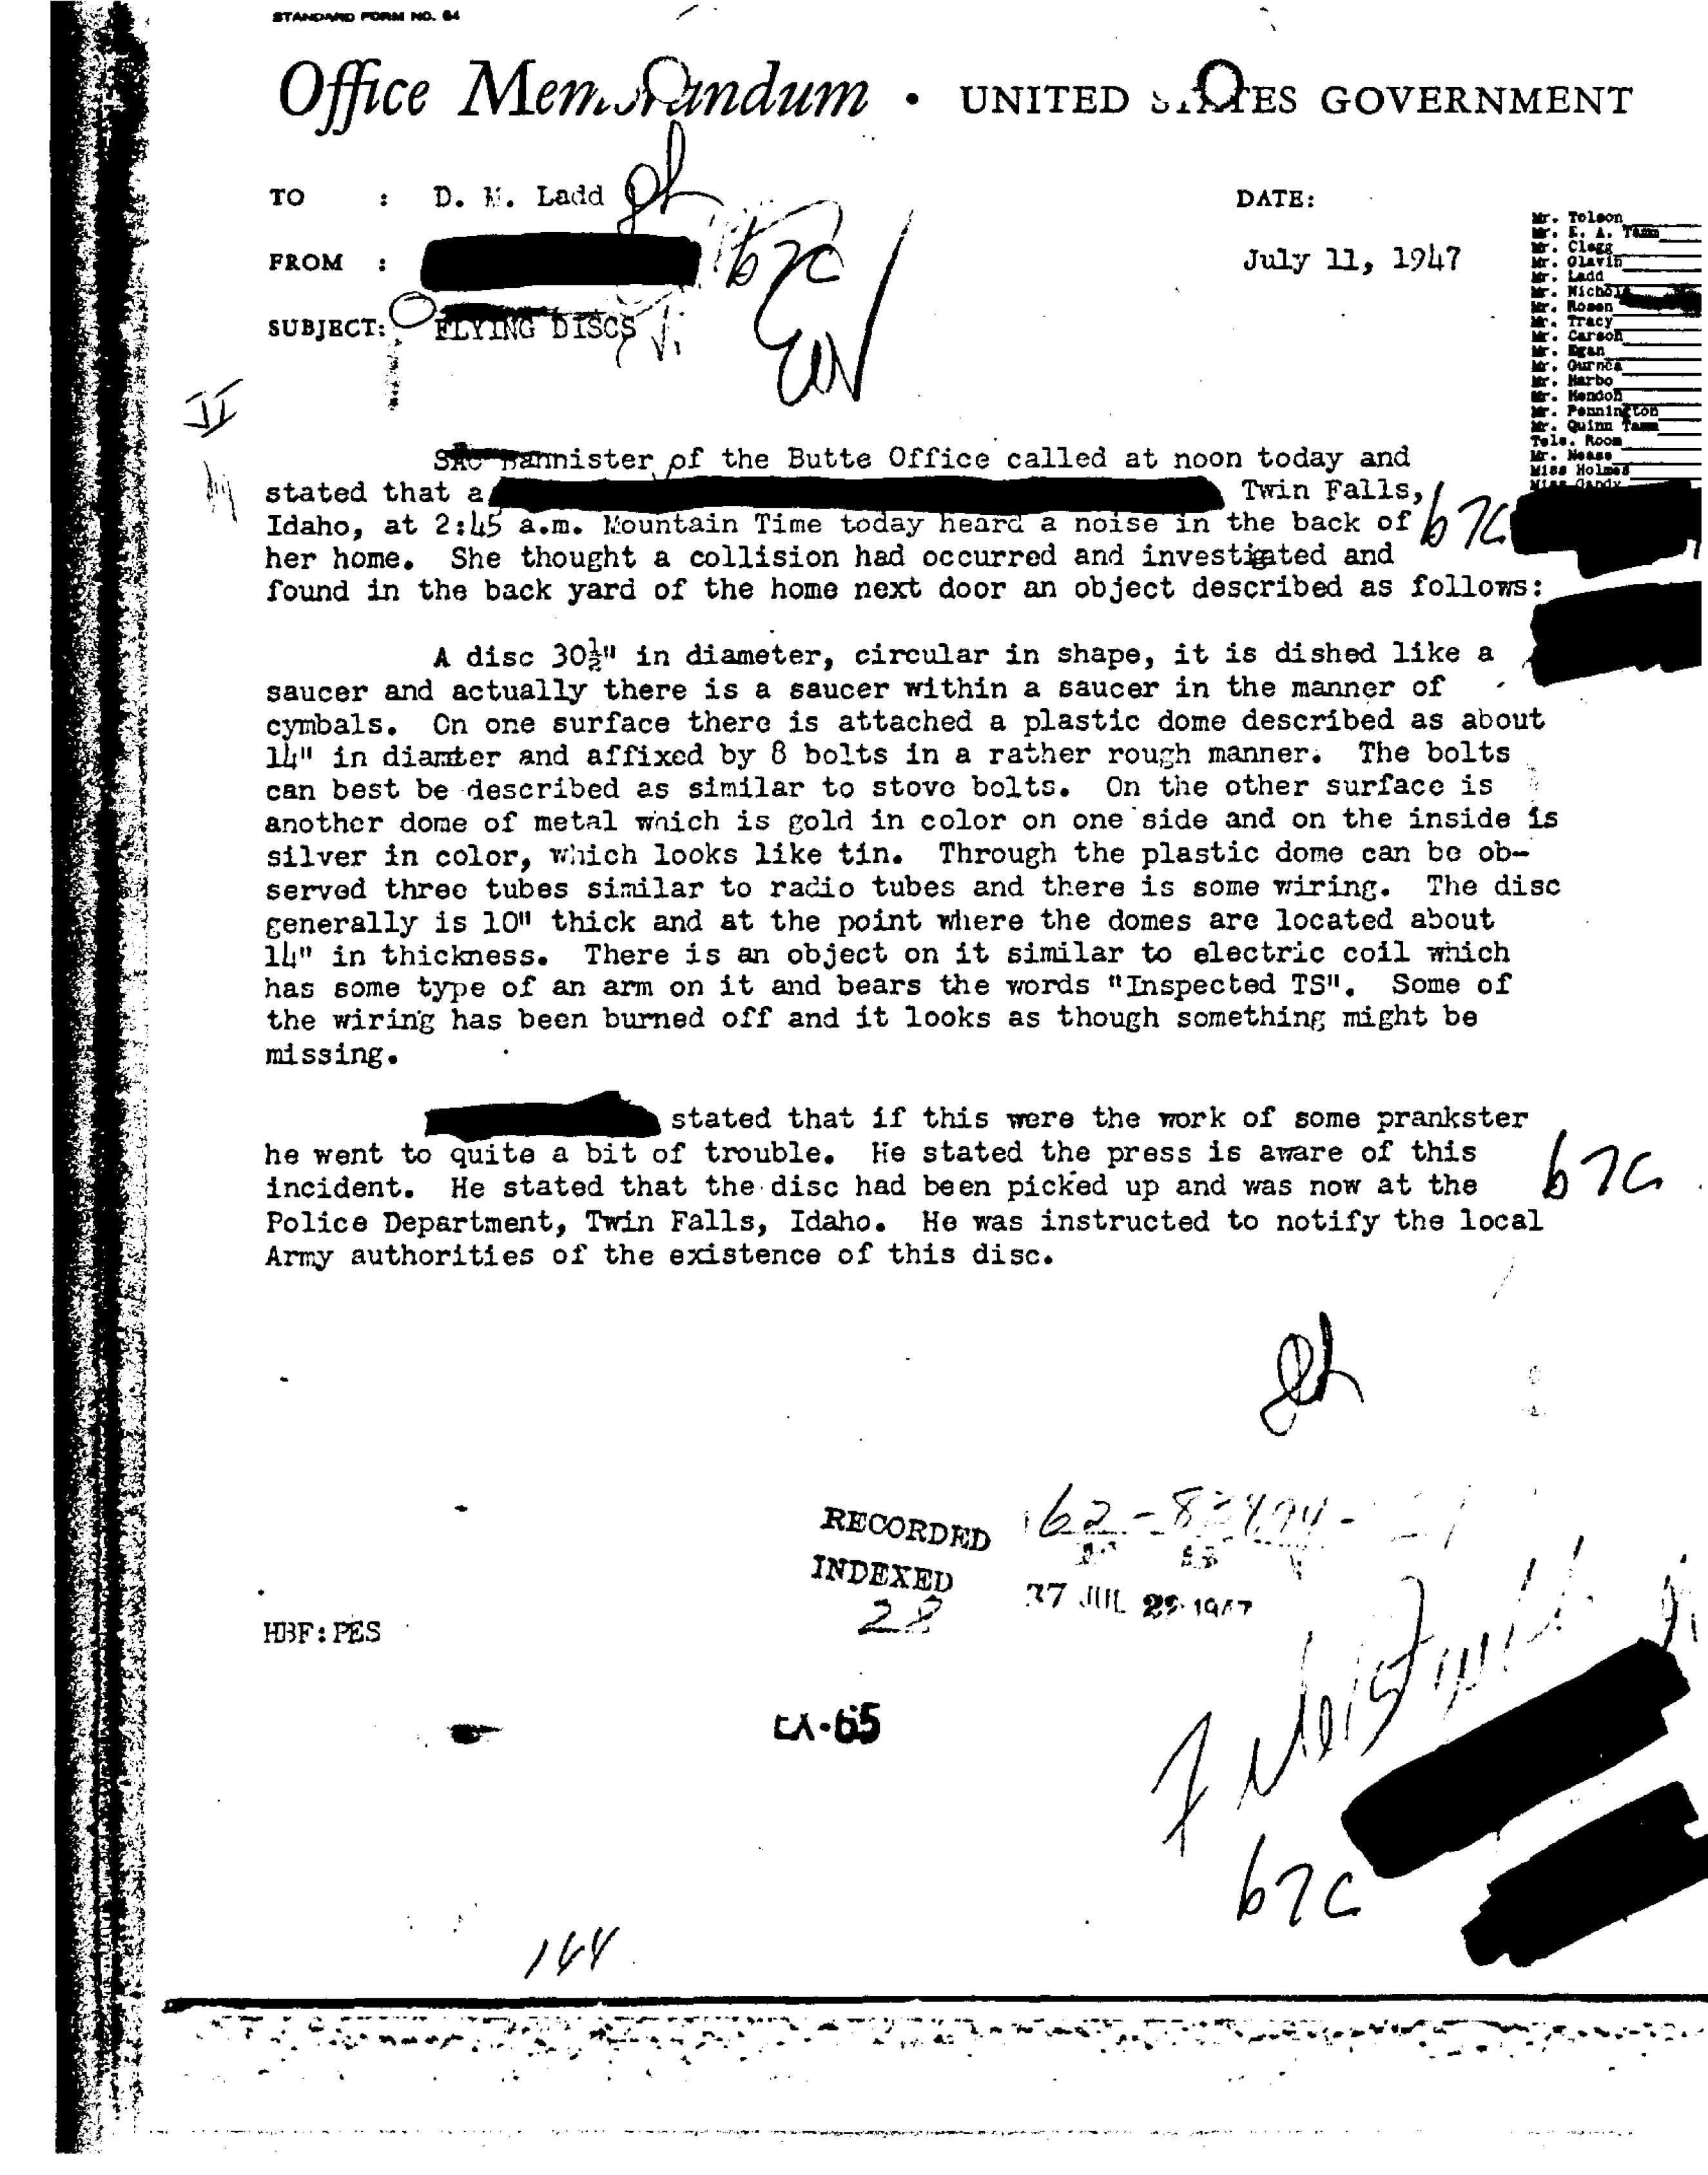 STANDARD FORM NO. 64
Office Memorandum • UNITED STATES GOVERNMENT
TO : D. M. Ladd
DATE:
FROM :
b7c
July 11, 1947
SUBJECT: FLYING DISCS
Mr. Tolson
Mr. E. A. Tamm
Mr. Clegg
Mr. Glavin
Mr. Ladd
Mr. Nichols
Mr. Rosen
Mr. Tracy
Mr. Carson
Mr. Egan
Mr. Gurnea
Mr. Harbo
Mr. Hendon
Mr. Pennington
Mr. Quinn Tamm
Tele. Room
Mr. Nease
Miss Holmes
Miss Gandy
II
SAC Bannister of the Butte Office called at noon today and
stated that a Twin Falls,
Idaho, at 2:45 a.m. Mountain Time today heard a noise in the back of b7c
her home. She thought a collision had occurred and investigated and
found in the back yard of the home next door an object described as follows:
A disc 30½" in diameter, circular in shape, it is dished like a
saucer and actually there is a saucer within a saucer in the manner of
cymbals. On one surface there is attached a plastic dome described as about
14" in diamter and affixed by 8 bolts in a rather rough manner. The bolts
can best be described as similar to stove bolts. On the other surface is
another dome of metal which is gold in color on one side and on the inside is
silver in color, which looks like tin. Through the plastic dome can be ob-
served three tubes similar to radio tubes and there is some wiring. The disc
generally is 10" thick and at the point where the domes are located about
14" in thickness. There is an object on it similar to electric coil which
has some type of an arm on it and bears the words "Inspected TS". Some of
the wiring has been burned off and it looks as though something might be
missing.
stated that if this were the work of some prankster
he went to quite a bit of trouble. He stated the press is aware of this
incident. He stated that the disc had been picked up and was now at the b7c
Police Department, Twin Falls, Idaho. He was instructed to notify the local
Army authorities of the existence of this disc.
RECORDED
INDEXED
28
37 JUL 29 1947
HBF:PES
EX-65
b7c
144